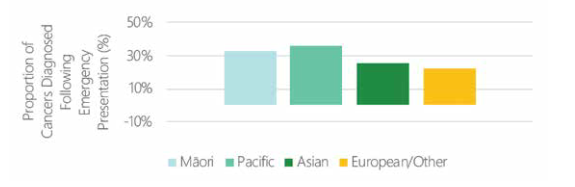 Proportion of
Cancers Diagnosed
Following
Emergency
Presentation (%)
50%
30%
10%
-10%
Māori Pacific Asian European/Other